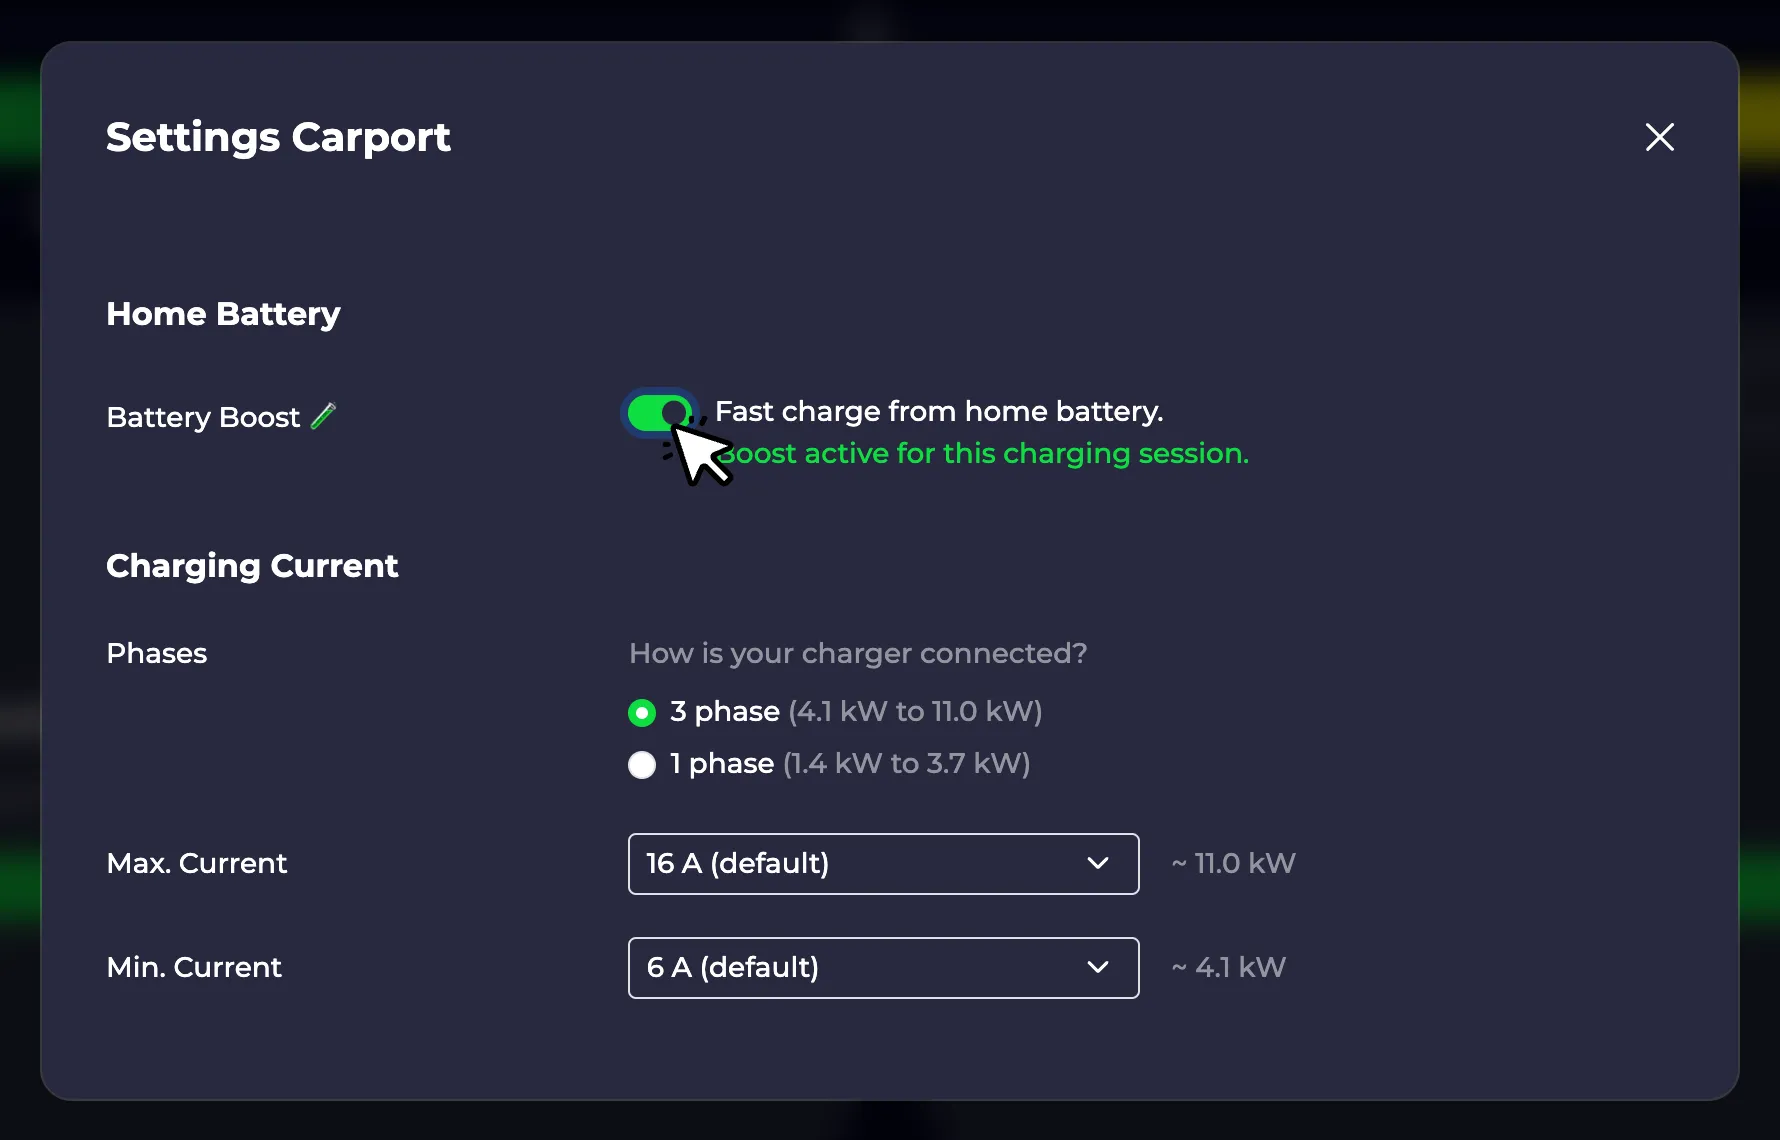 Settings Carport
Home Battery
Battery Boost
Fast charge from home battery.
Boost active for this charging session.
Charging Current
Phases
How is your charger connected?
3 phase (4.1 kW to 11.0 kW)
1 phase (1.4 kW to 3.7 kW)
Max. Current
16 A (default)
~ 11.0 kW
Min. Current
6 A (default)
~ 4.1 kW